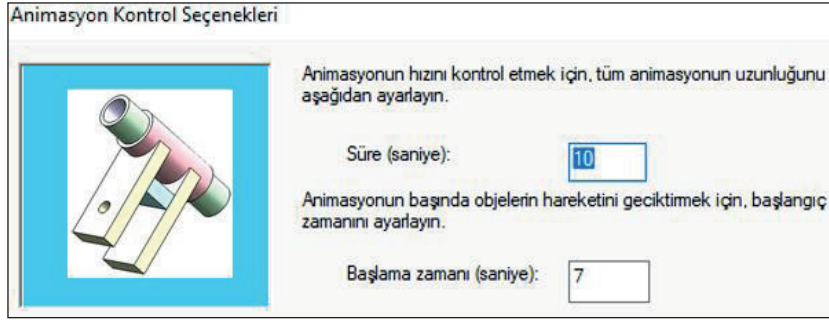 Animasyon Kontrol Seçenekleri
Animasyonun hızını kontrol etmek için, tüm animasyonun uzunluğunu
aşağıdan ayarlayın.
Süre (saniye): 10
Animasyonun başında objelerin hareketini geciktirmek için, başlangıç
zamanını ayarlayın.
Başlama zamanı (saniye): 7